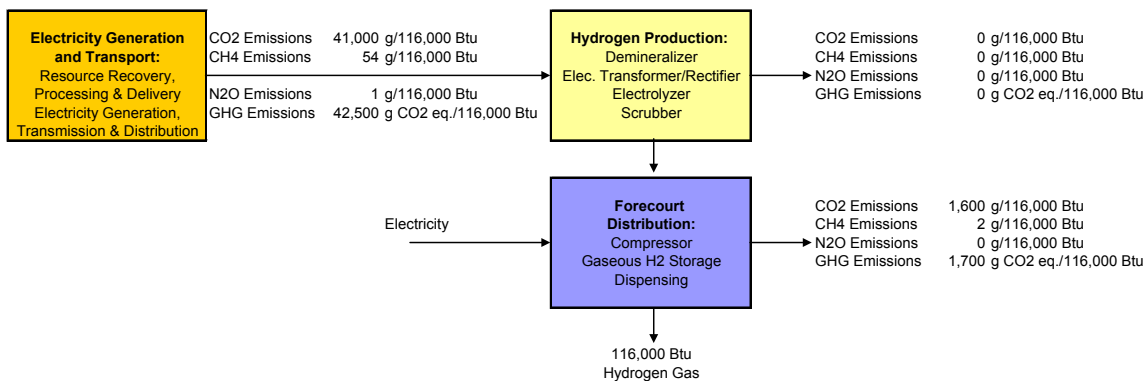 Electricity Generation
and Transport:
Resource Recovery,
Processing & Delivery
Electricity Generation,
Transmission & Distribution
CO2 Emissions 41,000 g/116,000 Btu
CH4 Emissions 54 g/116,000 Btu
N2O Emissions 1 g/116,000 Btu
GHG Emissions 42,500 g CO2 eq./116,000 Btu
Hydrogen Production:
Demineralizer
Elec. Transformer/Rectifier
Electrolyzer
Scrubber
CO2 Emissions 0 g/116,000 Btu
CH4 Emissions 0 g/116,000 Btu
N2O Emissions 0 g/116,000 Btu
GHG Emissions 0 g CO2 eq./116,000 Btu
Electricity
Forecourt
Distribution:
Compressor
Gaseous H2 Storage
Dispensing
CO2 Emissions 1,600 g/116,000 Btu
CH4 Emissions 2 g/116,000 Btu
N2O Emissions 0 g/116,000 Btu
GHG Emissions 1,700 g CO2 eq./116,000 Btu
116,000 Btu
Hydrogen Gas